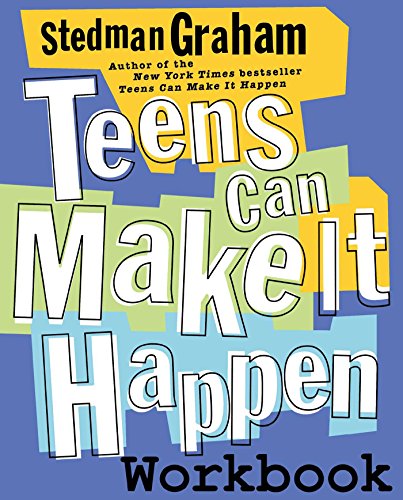 Stedman Graham
Author of the
New York Times bestseller
Teens Can Make It Happen
Teens
Can
Make It
Happen
Workbook